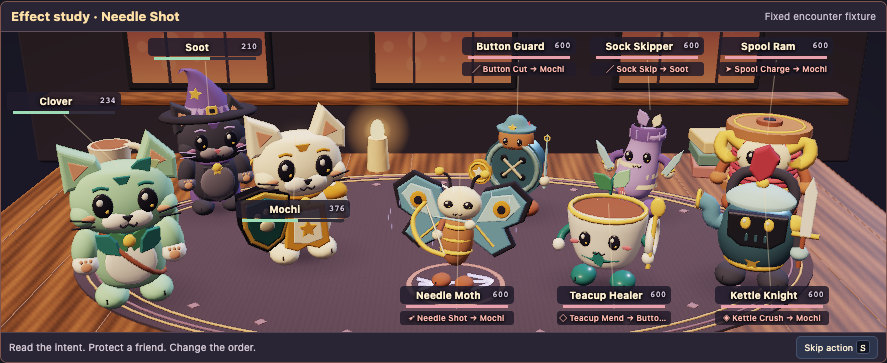 Effect study · Needle Shot
Fixed encounter fixture
Soot 210
Button Guard 600
Button Cut → Mochi
Sock Skipper 600
Sock Skip → Soot
Spool Ram 600
Spool Charge → Mochi
Clover 234
Mochi 376
Needle Moth 600
Needle Shot → Mochi
Teacup Healer 600
Teacup Mend → Butto...
Kettle Knight 600
Kettle Crush → Mochi
Read the intent. Protect a friend. Change the order.
Skip action S